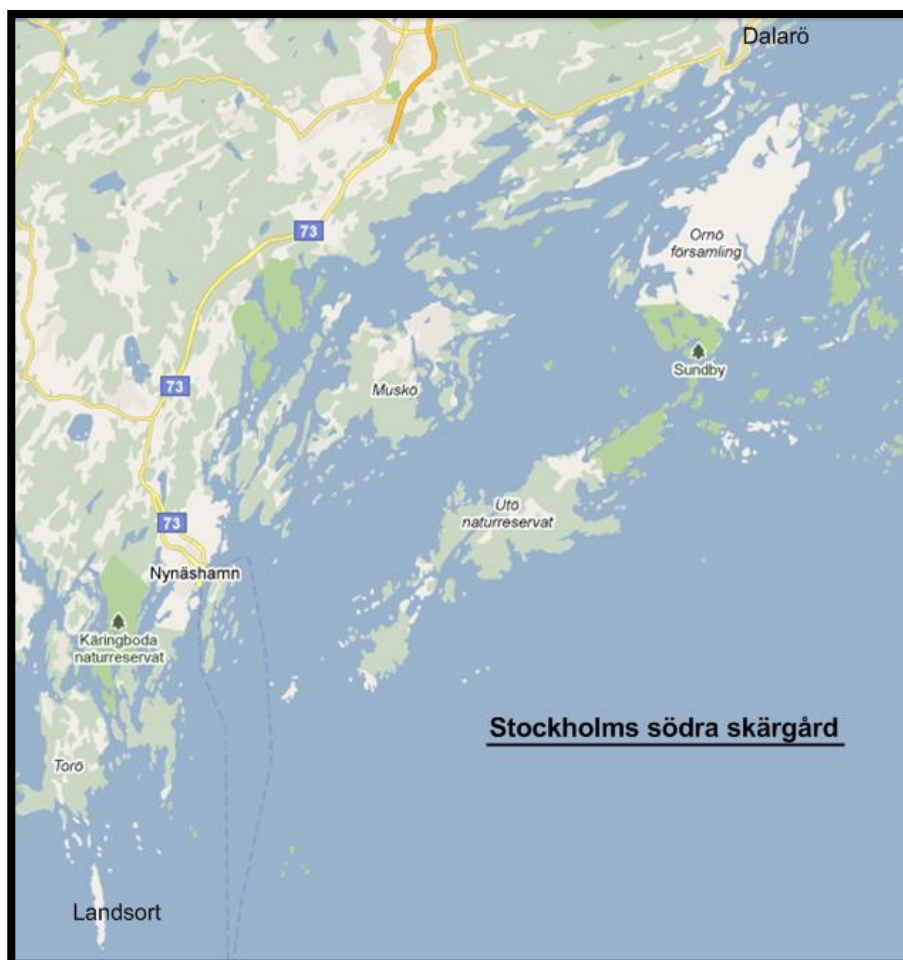 Dalarö
73
Ornö
församling
Sundby
73
Muskö
Utö
naturreservat
73
Nynäshamn
Käringboda
naturreservat
Stockholms södra skärgård
Torö
Landsort